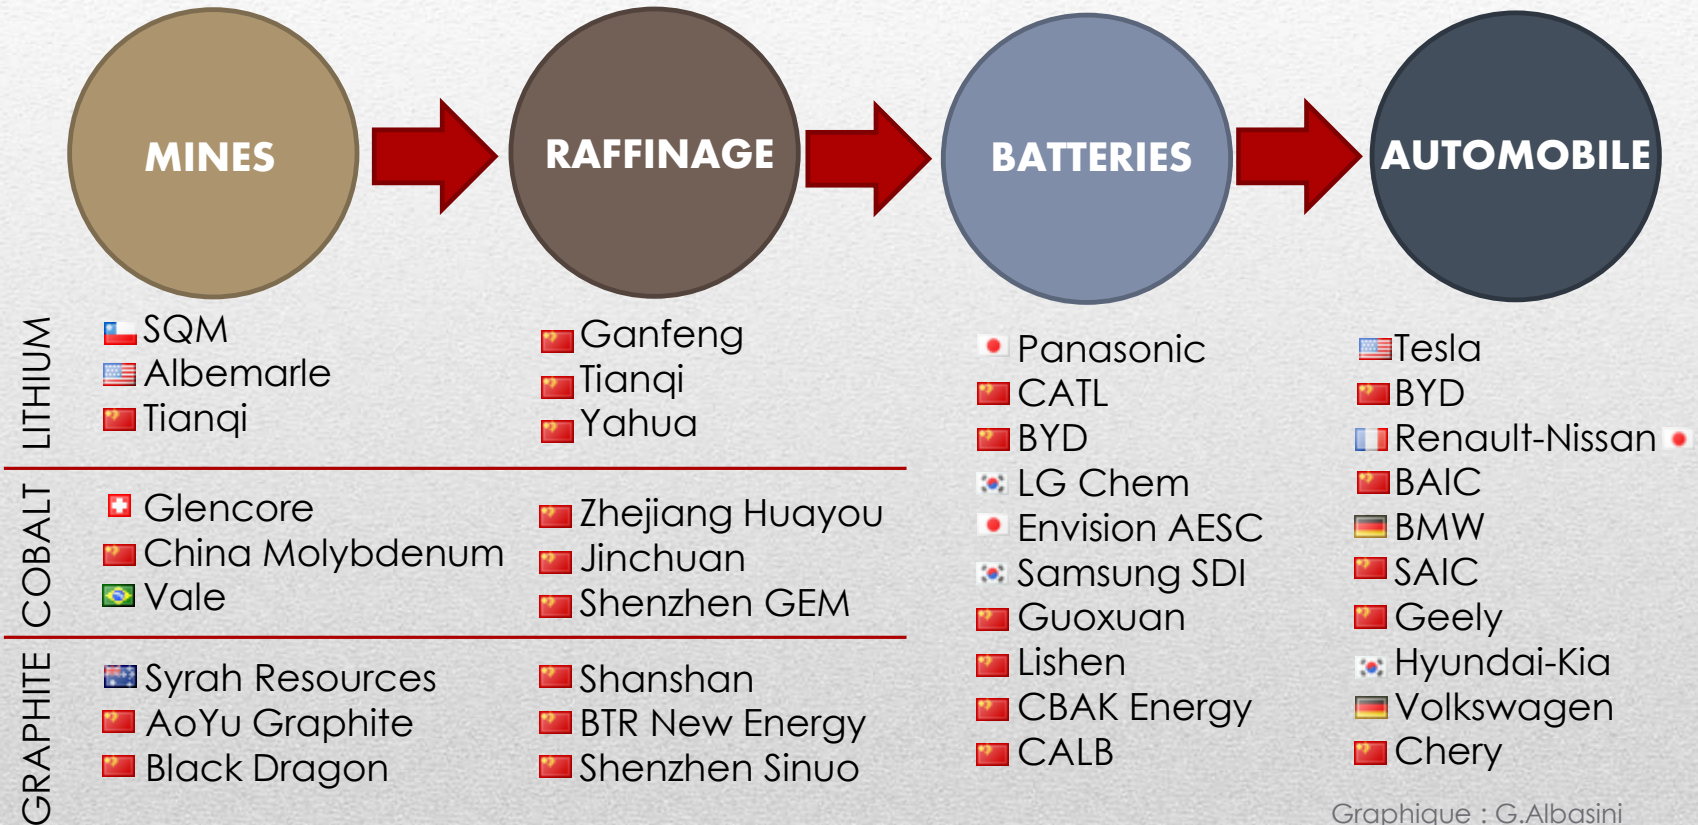 MINES
RAFFINAGE
BATTERIES
AUTOMOBILE
LITHIUM
SQM
Albemarle
Tianqi
Ganfeng
Tianqi
Yahua
COBALT
Glencore
China Molybdenum
Vale
Zhejiang Huayou
Jinchuan
Shenzhen GEM
GRAPHITE
Syrah Resources
AoYu Graphite
Black Dragon
Shanshan
BTR New Energy
Shenzhen Sinuo
Panasonic
CATL
BYD
LG Chem
Envision AESC
Samsung SDI
Guoxuan
Lishen
CBAK Energy
CALB
Tesla
BYD
Renault-Nissan
BAIC
BMW
SAIC
Geely
Hyundai-Kia
Volkswagen
Chery
Graphique : G.Albasini